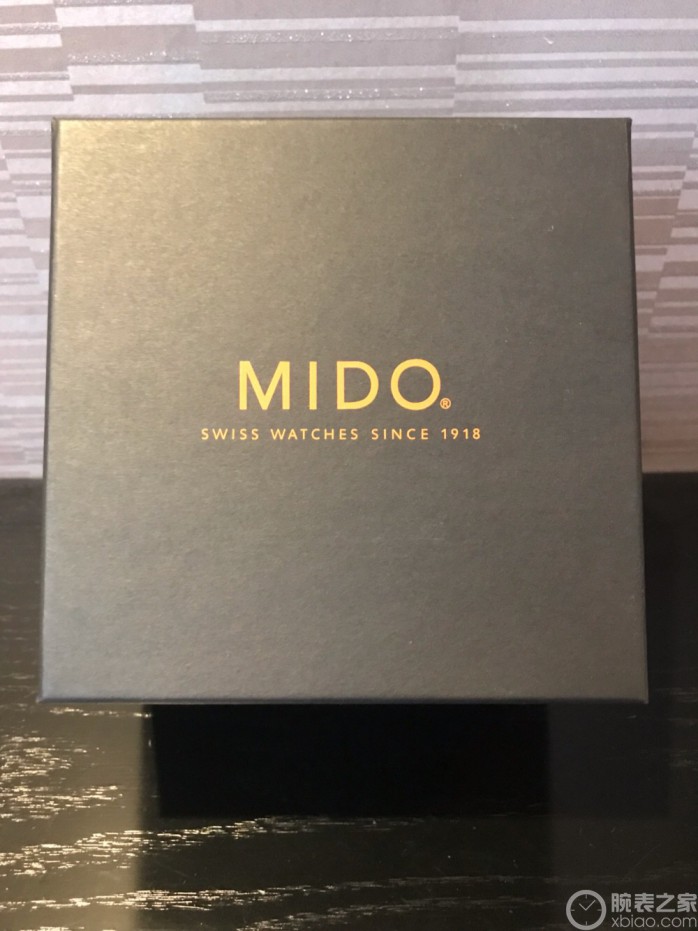 MIDO®
SWISS WATCHES SINCE 1918
腕表之家
xbiao.com